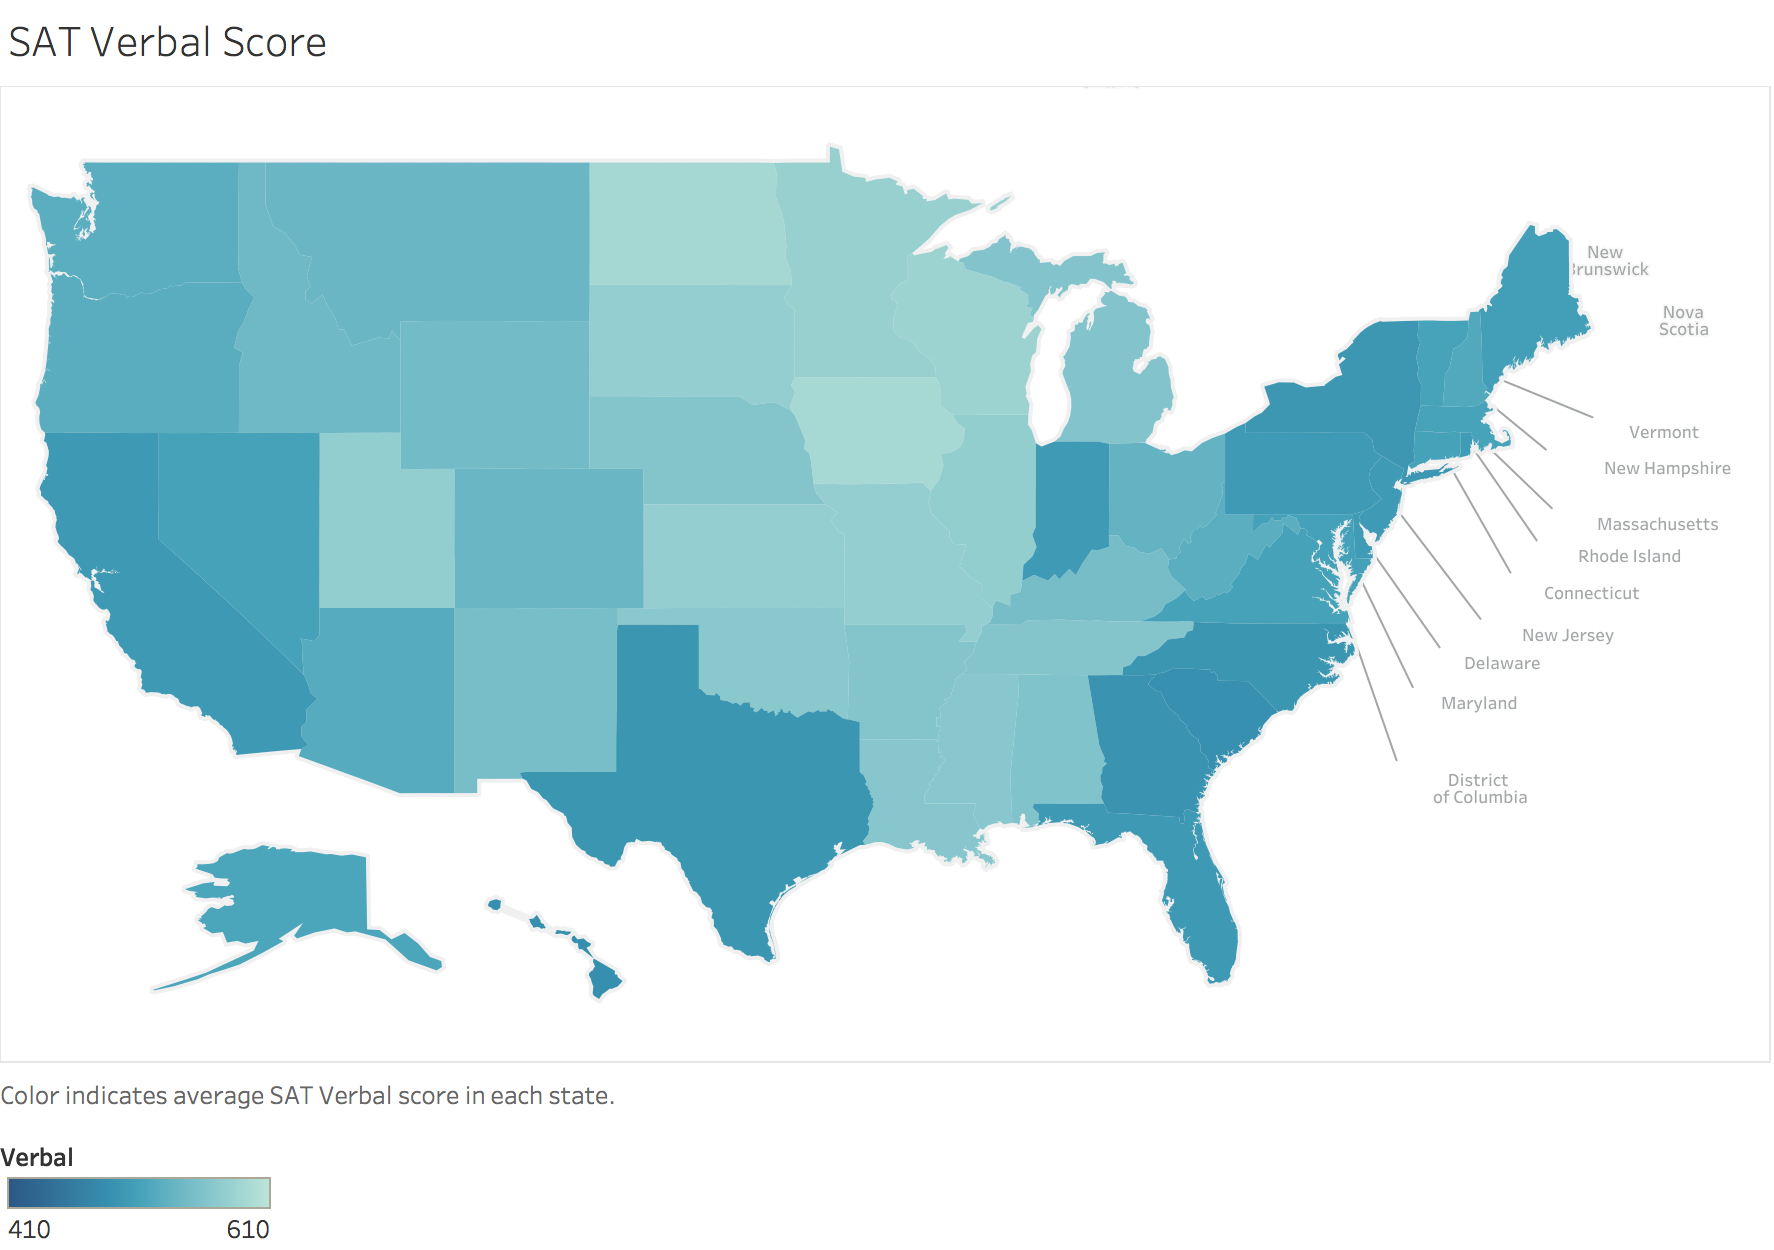 SAT Verbal Score
New
Brunswick
Nova
Scotia
Vermont
New Hampshire
Massachusetts
Rhode Island
Connecticut
New Jersey
Delaware
Maryland
District
of Columbia
Color indicates average SAT Verbal score in each state.
Verbal
410 610